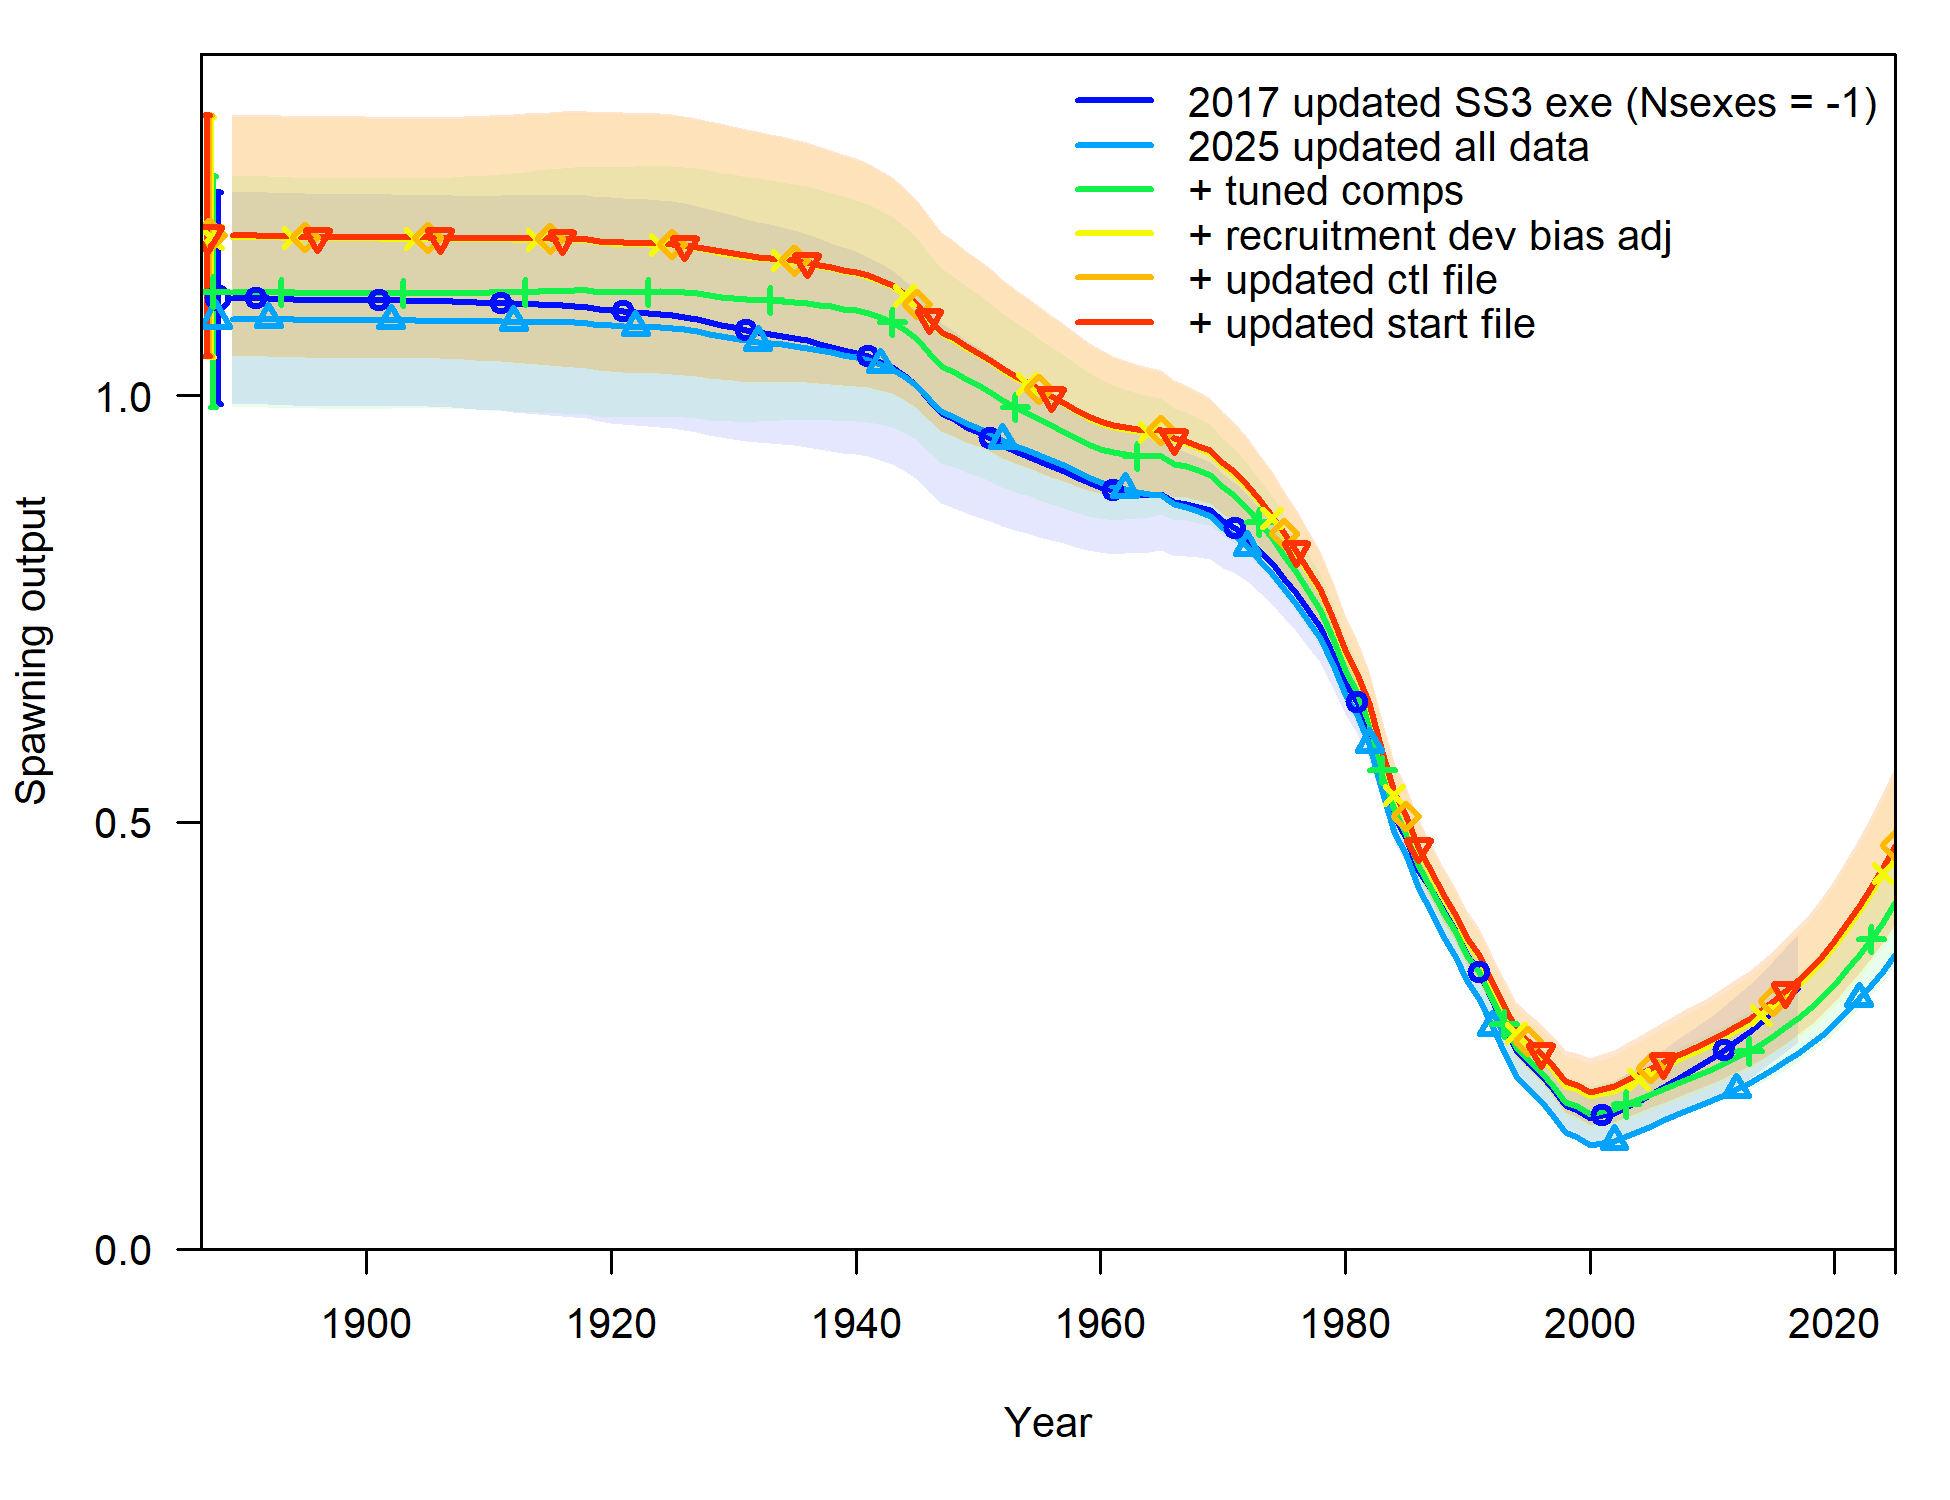 2017 updated SS3 exe (Nsexes = -1)
2025 updated all data
+ tuned comps
+ recruitment dev bias adj
+ updated ctl file
+ updated start file
Spawning output
1.0
0.5
0.0
1900 1920 1940 1960 1980 2000 2020
Year